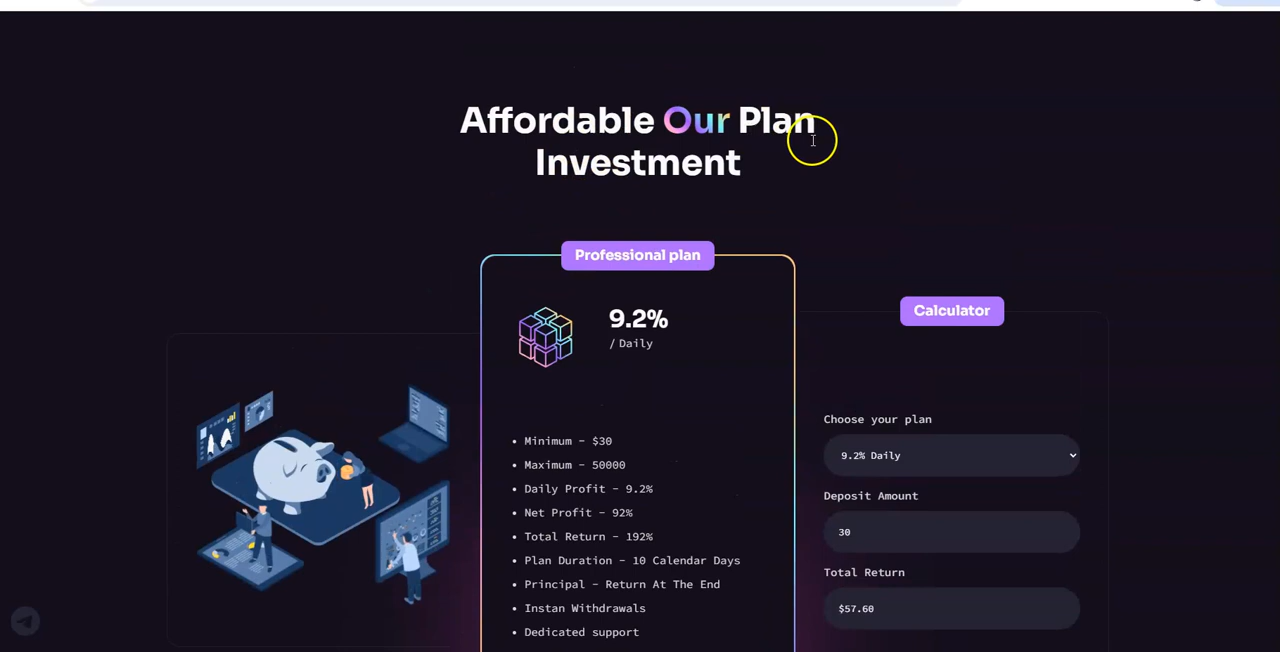 Affordable Our Plan
Investment
Professional plan
9.2%
/ Daily
• Minimum – $30
• Maximum – 50000
• Daily Profit – 9.2%
• Net Profit – 92%
• Total Return – 192%
• Plan Duration – 10 Calendar Days
• Principal – Return At The End
• Instan Withdrawals
• Dedicated support
Calculator
Choose your plan
9.2% Daily
Deposit Amount
30
Total Return
$57.60